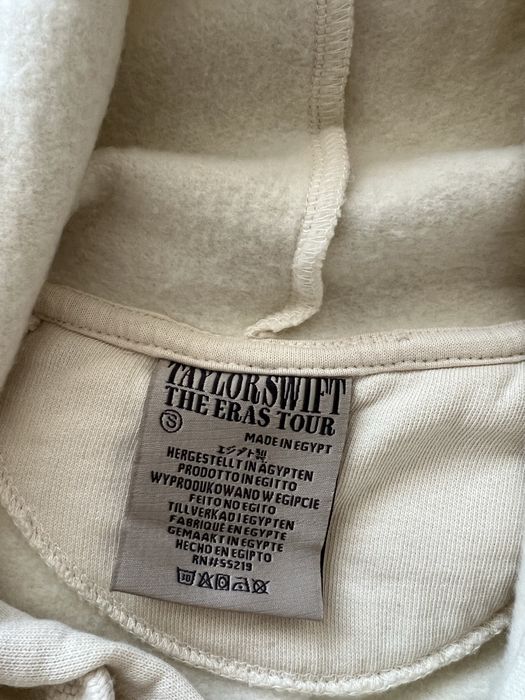 TAYLOR SWIFT
THE ERAS TOUR
S
MADE IN EGYPT
エジプト製
HERGESTELLT IN ÄGYPTEN
PRODOTTO IN EGITTO
WYPRODUKOWANO W EGIPCIE
FEITO NO EGITO
TILLVERKAD I EGYPTEN
FABRIQUÉ EN EGYPTE
GEMAAKT IN EGYPTE
HECHO EN EGIPTO
RN#55219
30